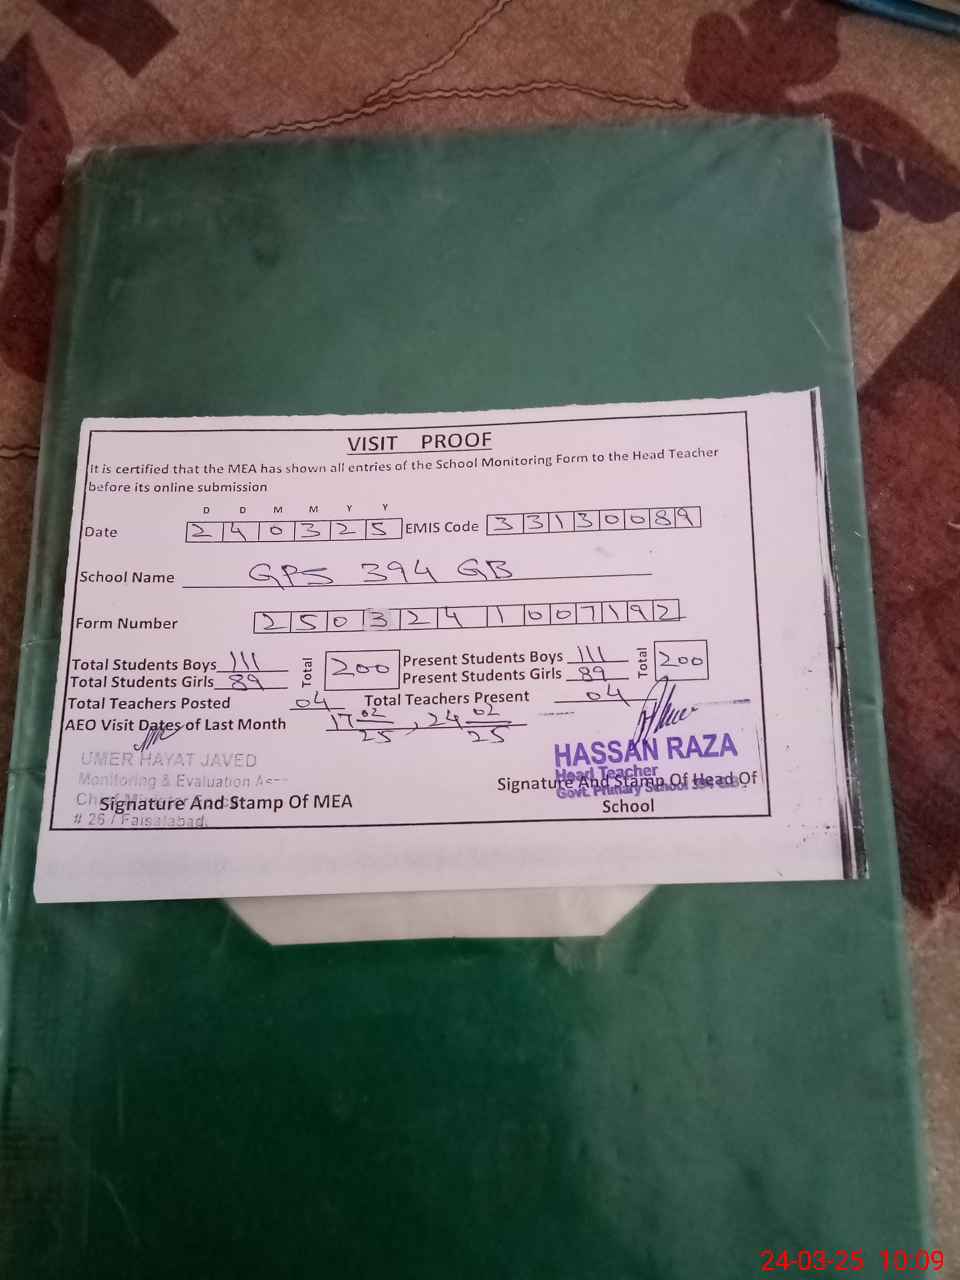 VISIT PROOF
It is certified that the MEA has shown all entries of the School Monitoring Form to the Head Teacher
before its online submission
D D M M Y Y
Date 2 4 0 3 2 5 EMIS Code 3 3 1 3 0 0 8 9
School Name GPS 394 GB
Form Number 2 5 0 3 2 4 1 0 0 7 1 9 2
Total Students Boys 111 Total 200 Present Students Boys 111 Total 200
Total Students Girls 89 Present Students Girls 89
Total Teachers Posted 04 Total Teachers Present 04
AEO Visit Dates of Last Month 17 02/25, 24 02/25
UMER HAYAT JAVED
Monitoring & Evaluation
# 26 / Faisalabad.
Signature And Stamp Of MEA
HASSAN RAZA
Head Teacher
Govt. Primary School 394 G.B.
Signature And Stamp Of Head Of
School
24-03-25 10:09